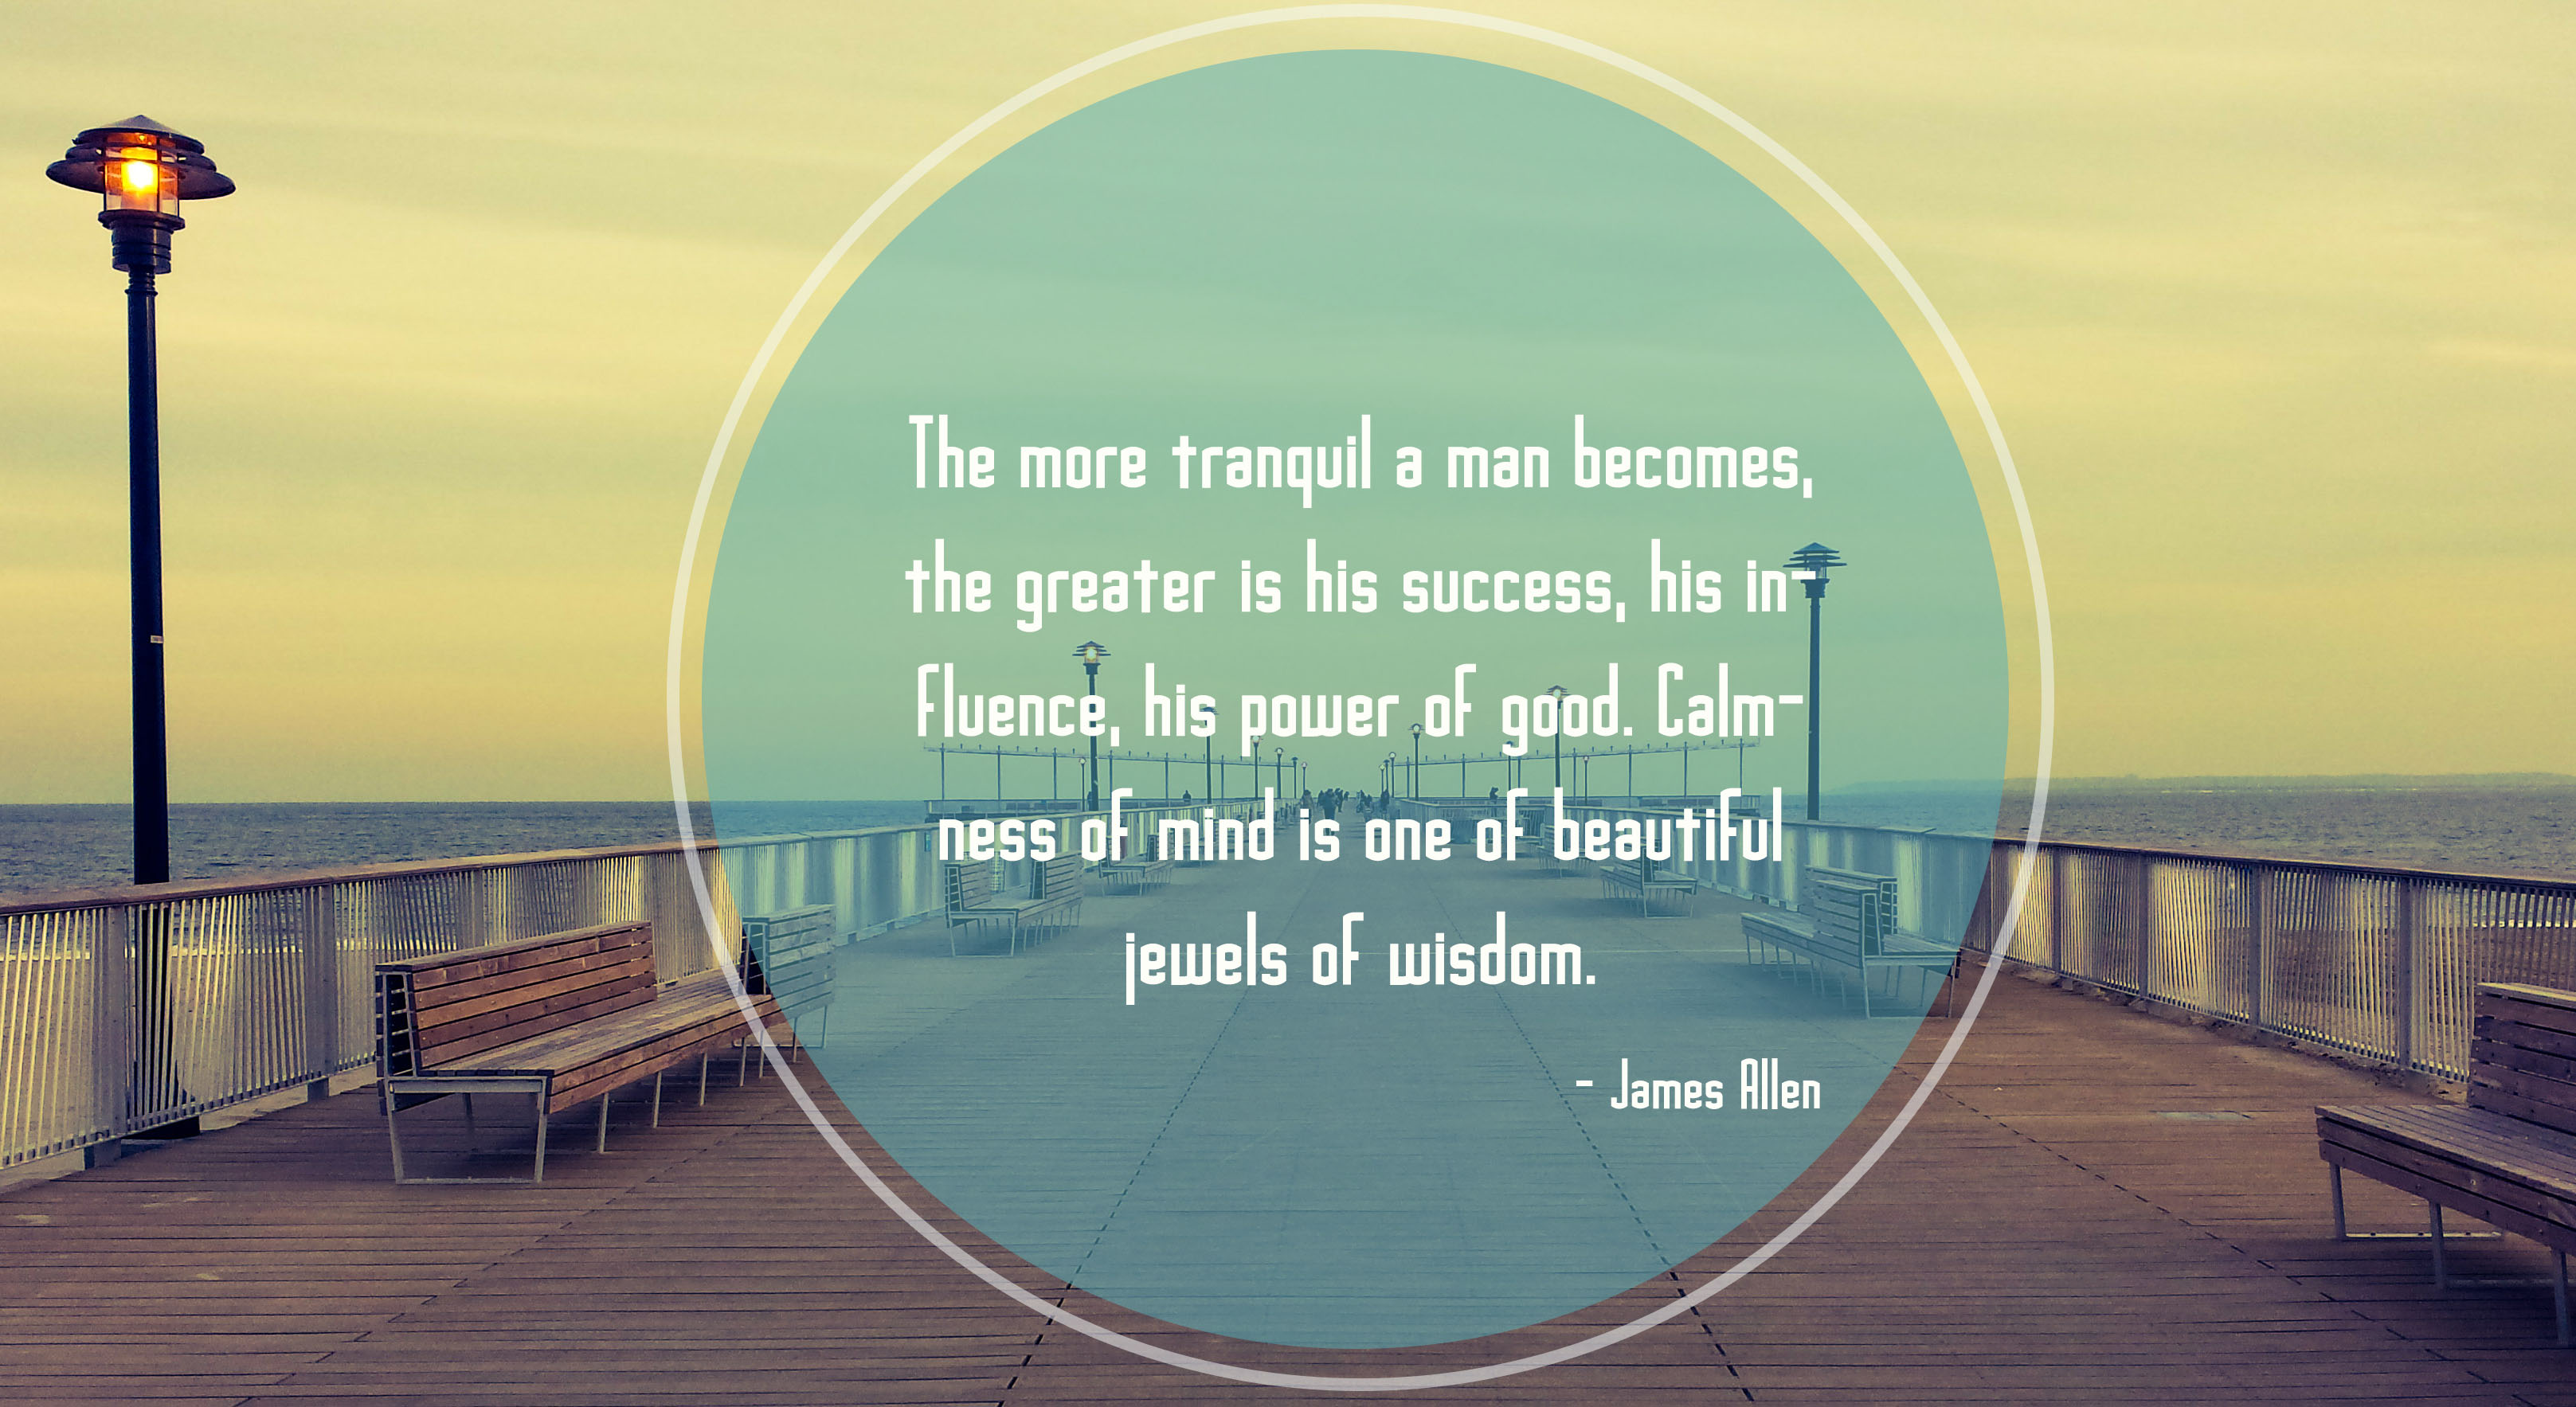 The more tranquil a man becomes,
the greater is his success, his in-
fluence, his power of good. Calm-
ness of mind is one of beautiful
jewels of wisdom.
- James Allen